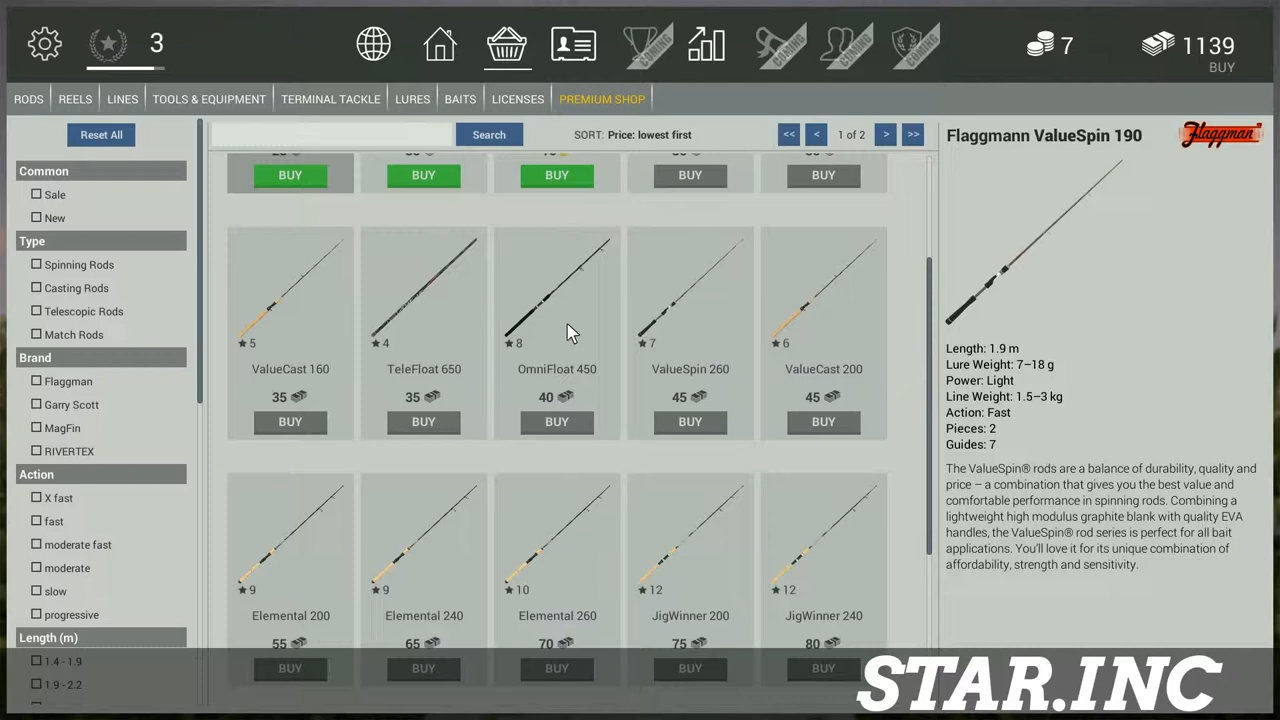 3
7
1139
BUY
RODS REELS LINES TOOLS & EQUIPMENT TERMINAL TACKLE LURES BAITS LICENSES PREMIUM SHOP
Reset All
Search
SORT: Price: lowest first
<< < 1 of 2 > >>
Common
Sale
New
Type
Spinning Rods
Casting Rods
Telescopic Rods
Match Rods
Brand
Flaggman
Garry Scott
MagFin
RIVERTEX
Action
X fast
fast
moderate fast
moderate
slow
progressive
Length (m)
1.4 - 1.9
1.9 - 2.2
BUY BUY BUY BUY BUY
5 4 8 7 6
ValueCast 160 TeleFloat 650 OmniFloat 450 ValueSpin 260 ValueCast 200
35 35 40 45 45
BUY BUY BUY BUY BUY
9 9 10 12 12
Elemental 200 Elemental 240 Elemental 260 JigWinner 200 JigWinner 240
55 65 70 75 80
BUY BUY BUY BUY BUY
Flaggmann ValueSpin 190
Flaggman
Length: 1.9 m
Lure Weight: 7–18 g
Power: Light
Line Weight: 1.5–3 kg
Action: Fast
Pieces: 2
Guides: 7
The ValueSpin® rods are a balance of durability, quality and
price – a combination that gives you the best value and
comfortable performance in spinning rods. Combining a
lightweight high modulus graphite blank with quality EVA
handles, the ValueSpin® rod series is perfect for all bait
applications. You'll love it for its unique combination of
affordability, strength and sensitivity.
STAR.INC